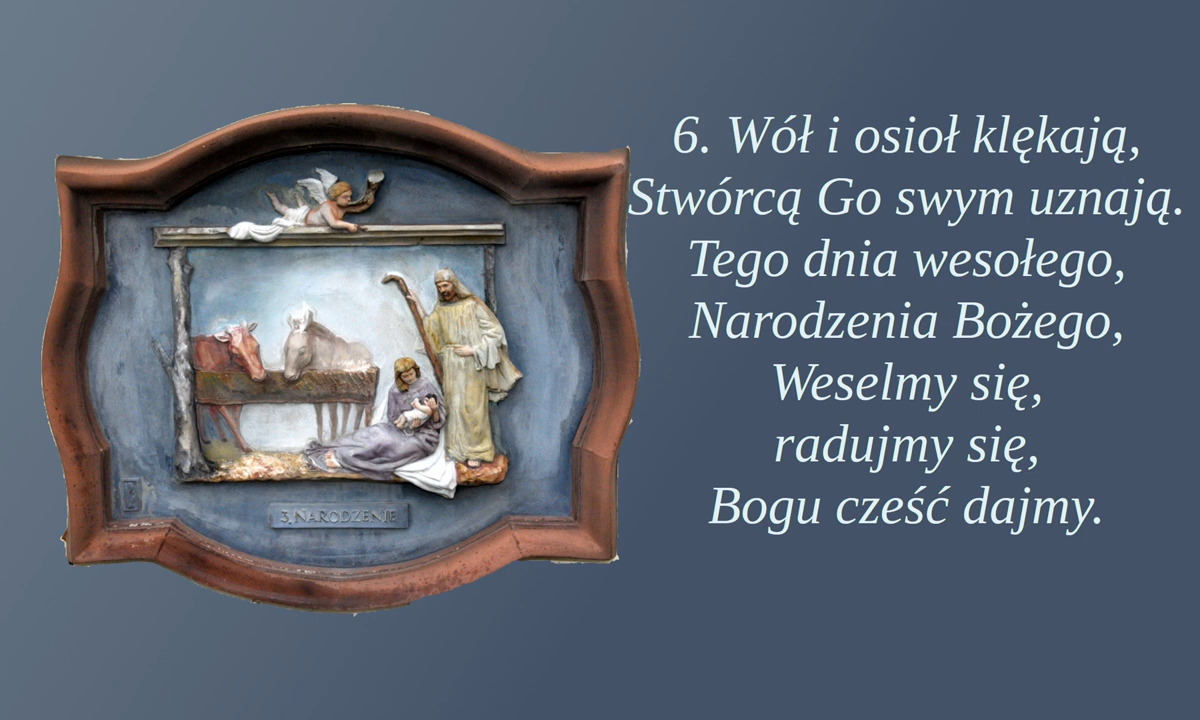 3. NARODZENIE
6. Wół i osioł klękają,
Stwórcą Go swym uznają.
Tego dnia wesołego,
Narodzenia Bożego,
Weselmy się,
radujmy się,
Bogu cześć dajmy.